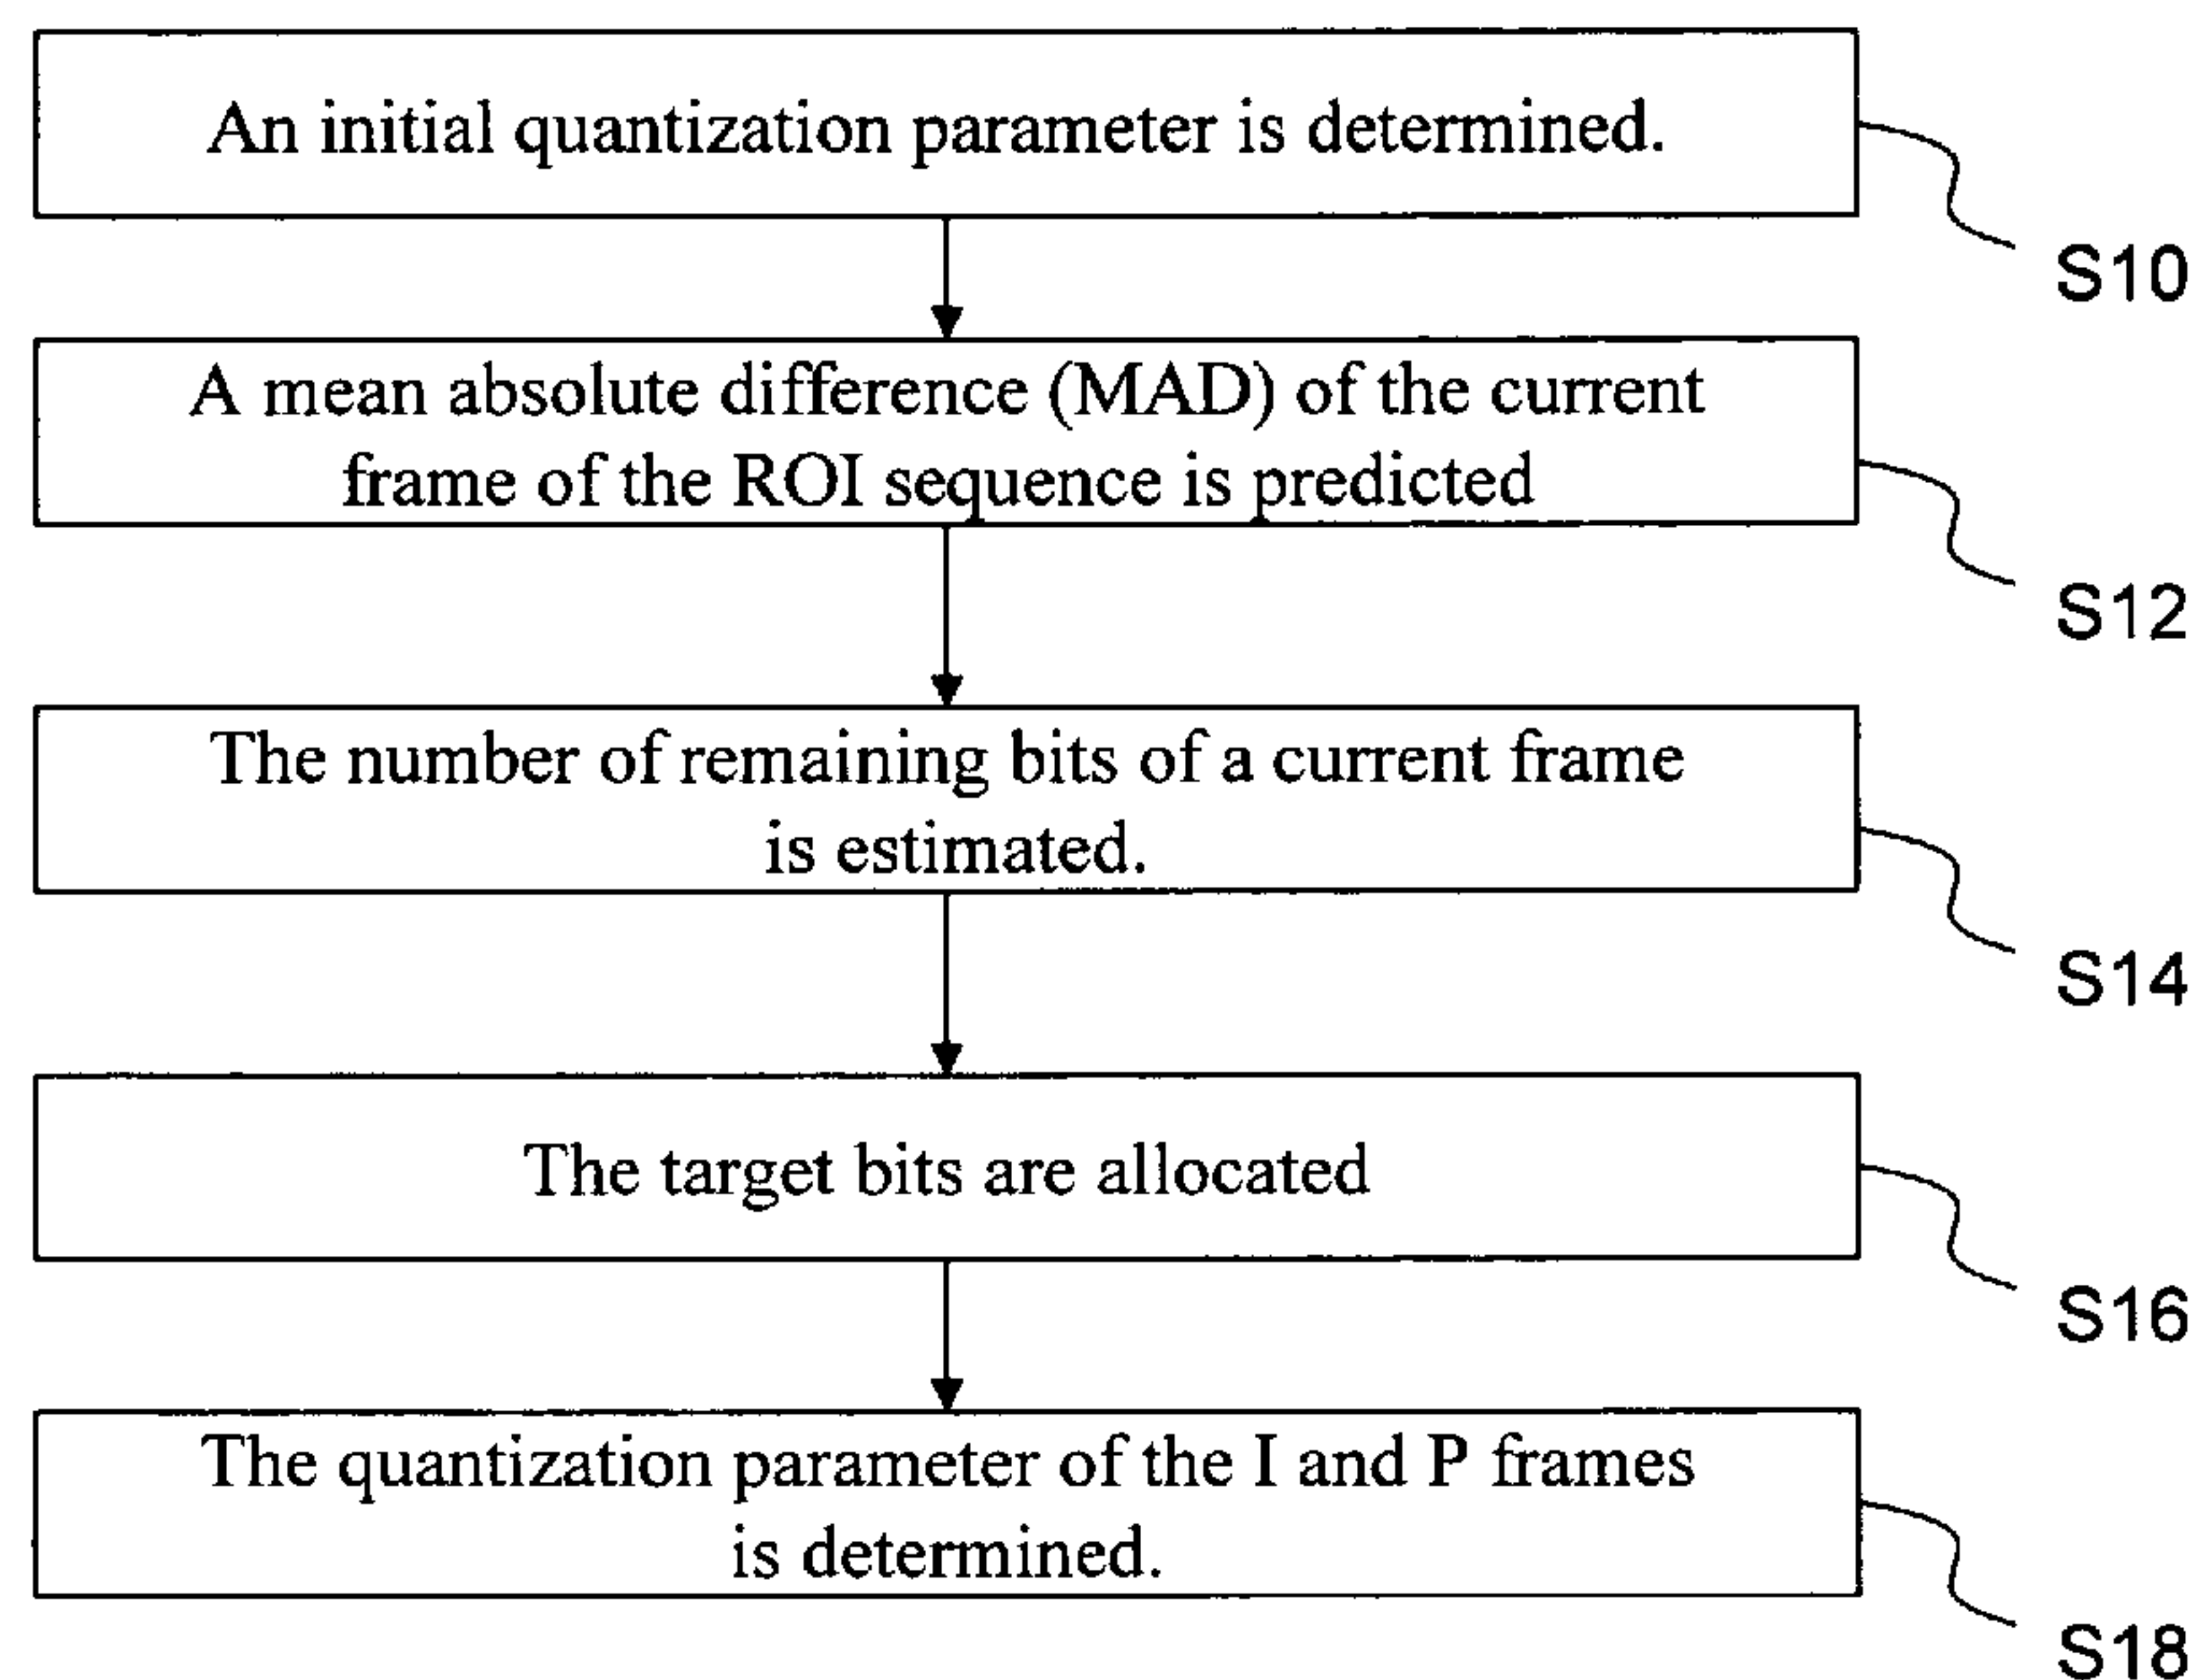 An initial quantization parameter is determined.
S10
A mean absolute difference (MAD) of the current
frame of the ROI sequence is predicted
S12
The number of remaining bits of a current frame
is estimated.
S14
The target bits are allocated
S16
The quantization parameter of the I and P frames
is determined.
S18